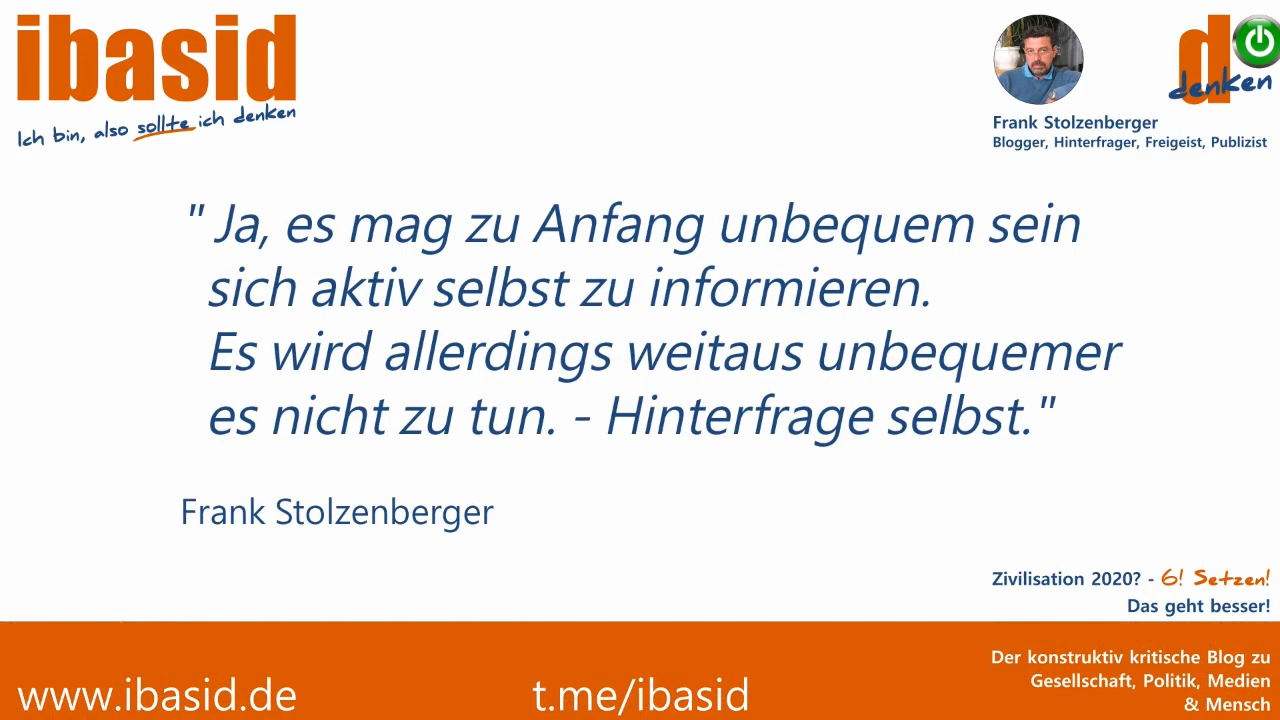 ibasid
Ich bin, also sollte ich denken
d
denken
Frank Stolzenberger
Blogger, Hinterfrager, Freigeist, Publizist
" Ja, es mag zu Anfang unbequem sein
sich aktiv selbst zu informieren.
Es wird allerdings weitaus unbequemer
es nicht zu tun. - Hinterfrage selbst."
Frank Stolzenberger
Zivilisation 2020? - 6! Setzen!
Das geht besser!
Der konstruktiv kritische Blog zu
Gesellschaft, Politik, Medien
& Mensch
www.ibasid.de
t.me/ibasid